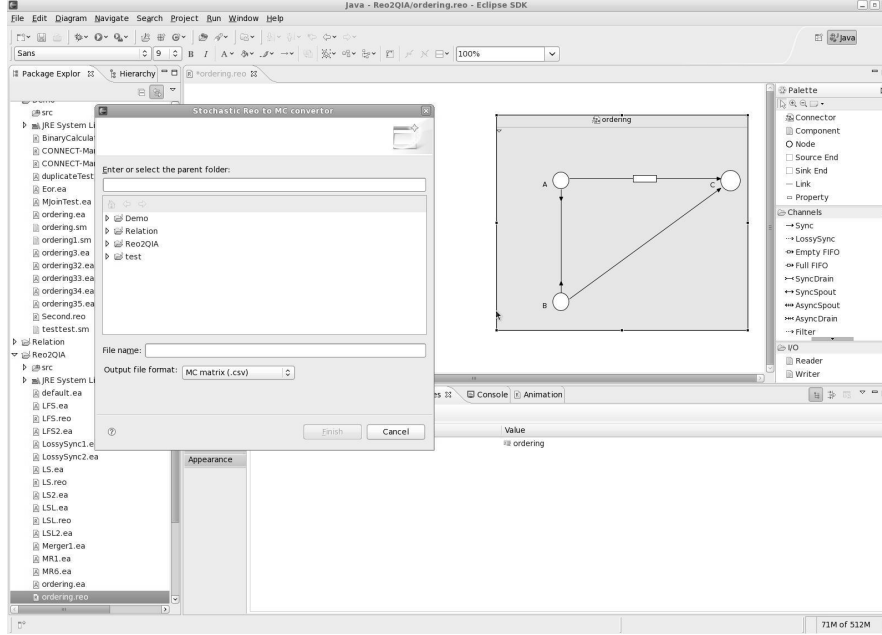 Java - Reo2QIA/ordering.reo - Eclipse SDK
File Edit Diagram Navigate Search Project Run Window Help
Java
Sans 9 B I A 100%
Package Explor Hierarchy
*ordering.reo
src
JRE System Li
BinaryCalcula
CONNECT-Ma
CONNECT-Ma
duplicateTest
Eor.ea
MJoinTest.ea
ordering.ea
ordering.sm
ordering1.sm
ordering3.ea
ordering32.ea
ordering33.ea
ordering34.ea
ordering35.ea
Second.reo
testtest.sm
Relation
Reo2QIA
src
JRE System Li
default.ea
LFS.ea
LFS.reo
LFS2.ea
LossySync1.e
LossySync2.ea
LS.ea
LS.reo
LS2.ea
LSL.ea
LSL.reo
LSL2.ea
Merger1.ea
MR1.ea
MR6.ea
ordering.ea
ordering.reo
Stochastic Reo to MC convertor
Enter or select the parent folder:
Demo
Relation
Reo2QIA
test
File name:
Output file format: MC matrix (.csv)
Finish Cancel
ordering
A
C
B
Palette
Connector
Component
Node
Source End
Sink End
Link
Property
Channels
Sync
LossySync
Empty FIFO
Full FIFO
SyncDrain
SyncSpout
AsyncSpout
AsyncDrain
Filter
I/O
Reader
Writer
es Console Animation
Value
ordering
Appearance
71M of 512M